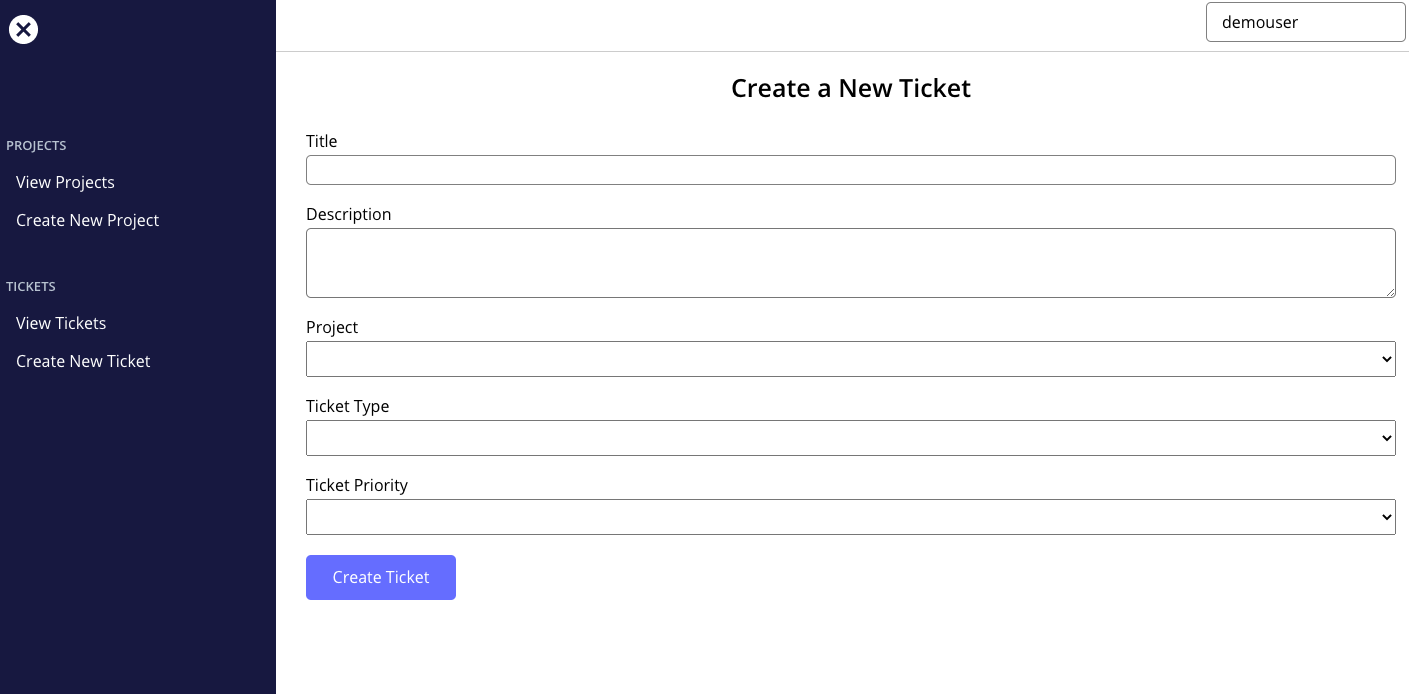 demouser
PROJECTS
View Projects
Create New Project
TICKETS
View Tickets
Create New Ticket
Create a New Ticket
Title
Description
Project
Ticket Type
Ticket Priority
Create Ticket